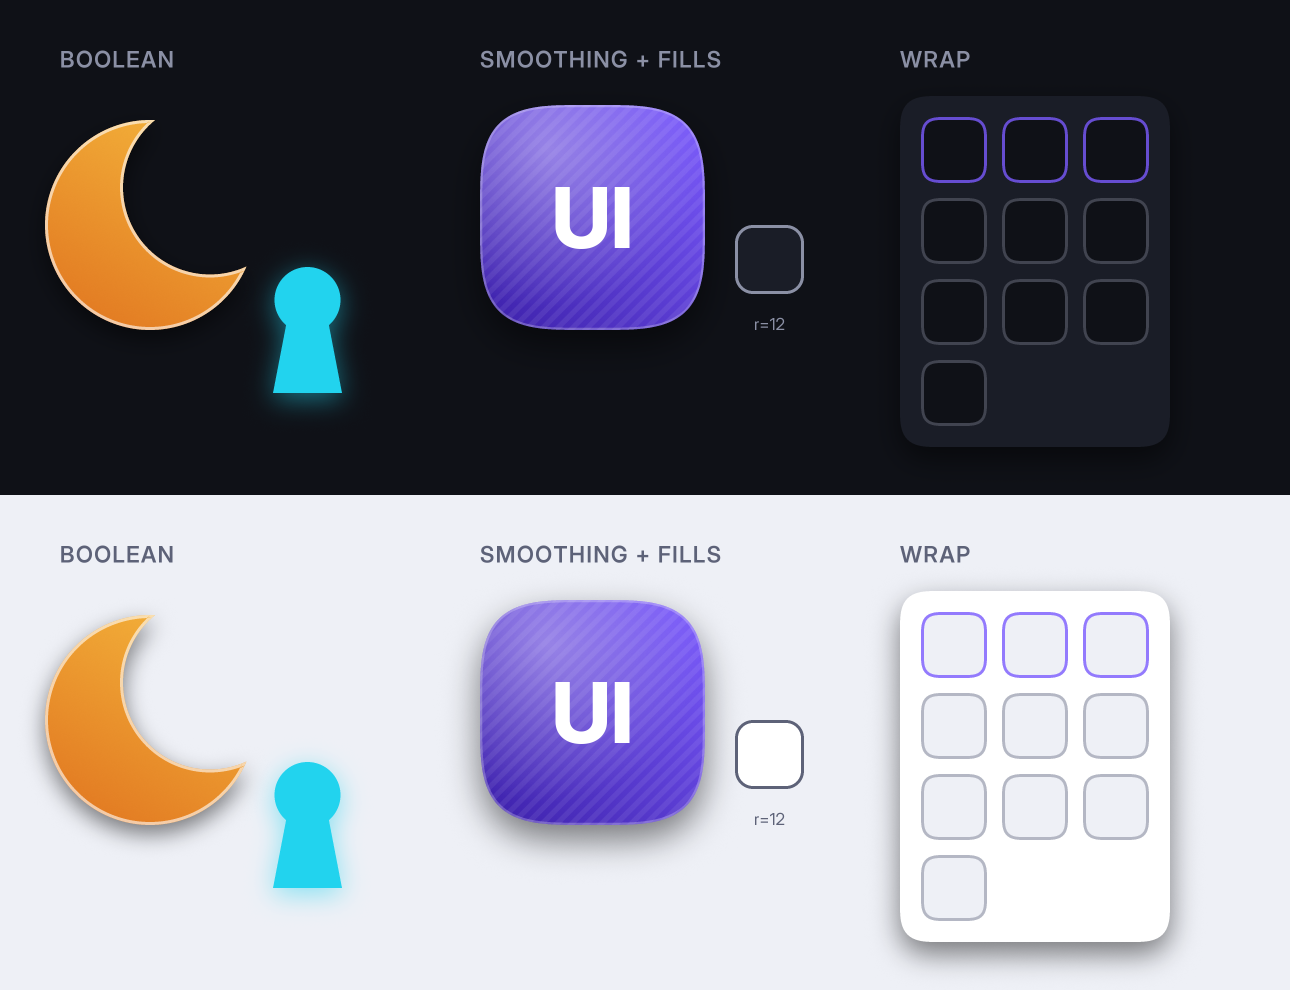 BOOLEAN
SMOOTHING + FILLS
WRAP
UI
r=12
BOOLEAN
SMOOTHING + FILLS
WRAP
UI
r=12